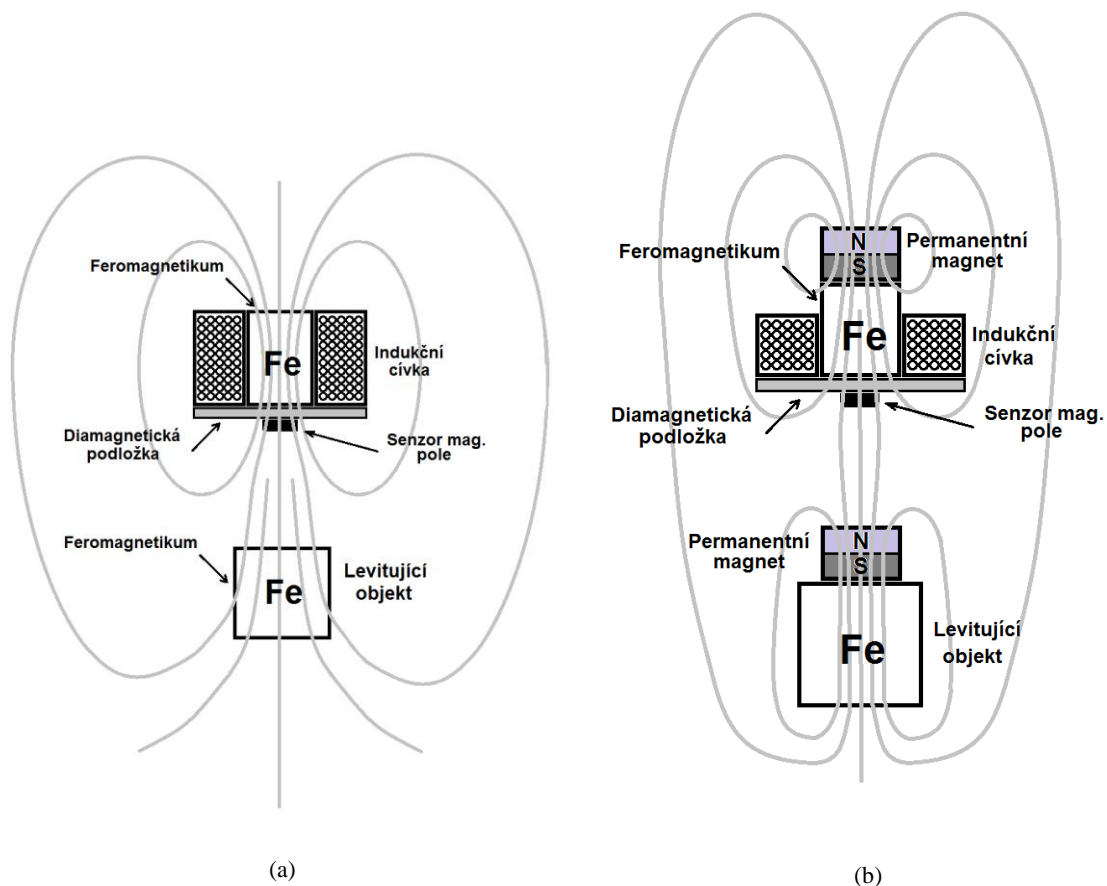 Feromagnetikum
Fe
Indukční
cívka
Diamagnetická
podložka
Senzor mag.
pole
Feromagnetikum
Fe
Levitující
objekt
(a)
N
S
Permanentní
magnet
Feromagnetikum
Fe
Indukční
cívka
Diamagnetická
podložka
Senzor mag.
pole
Permanentní
magnet
N
S
Fe
Levitující
objekt
(b)